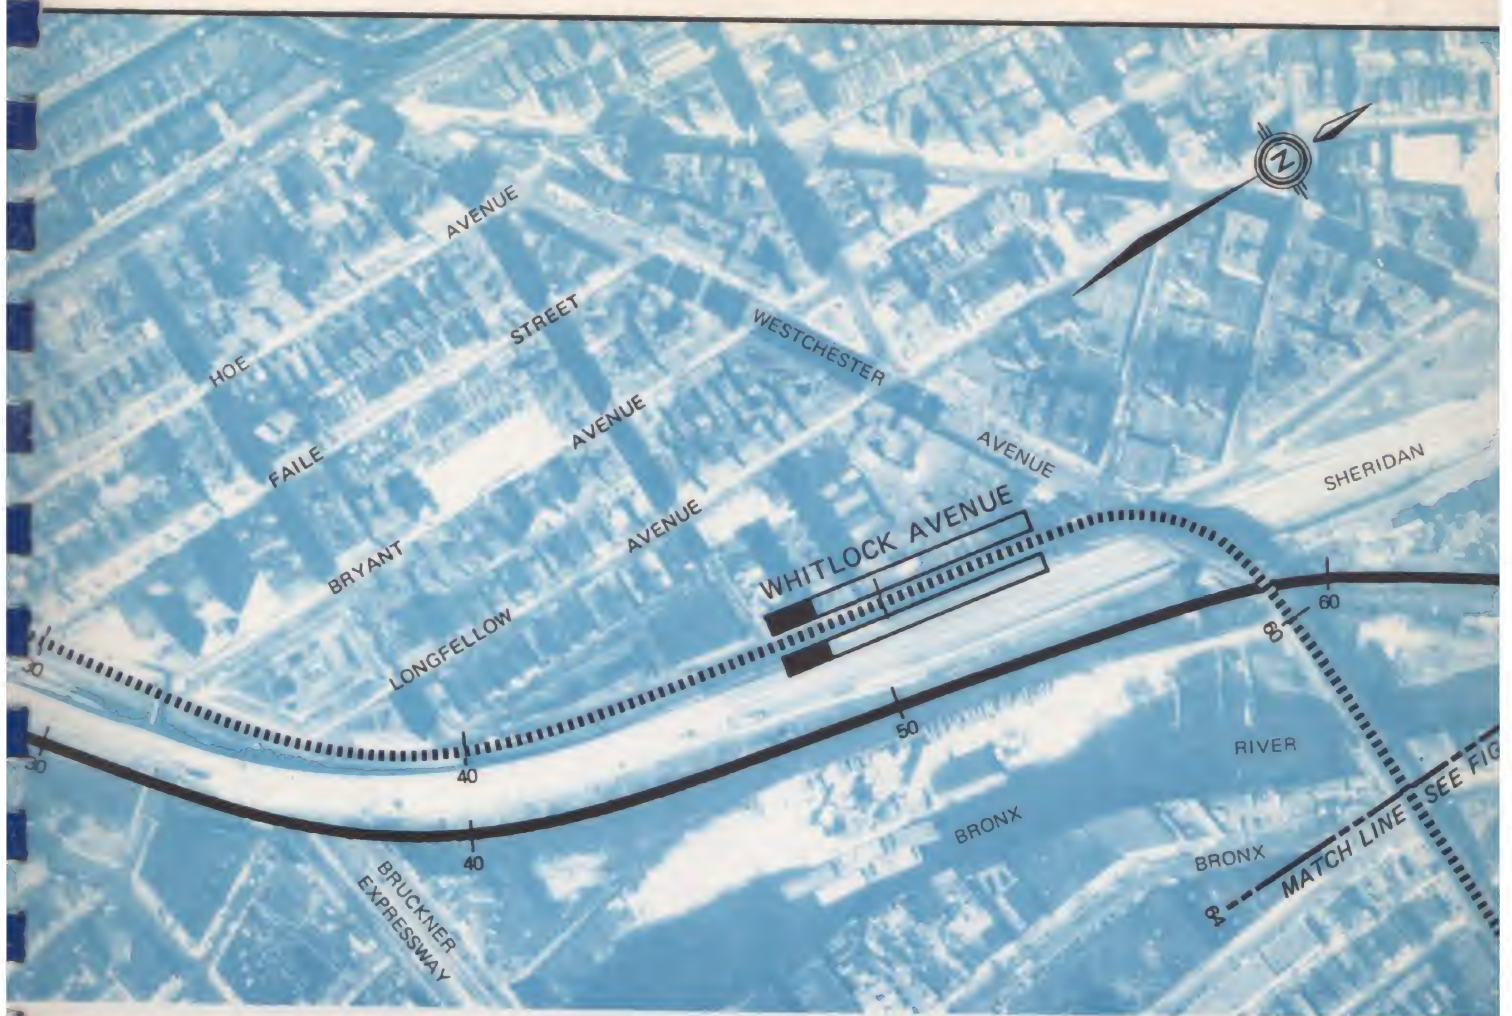 N
HOE AVENUE
FAILE STREET
WESTCHESTER AVENUE
BRYANT AVENUE
LONGFELLOW AVENUE
WHITLOCK AVENUE
SHERIDAN
30
40
60
30
40
50
60
RIVER
BRONX
BRONX
64
MATCH LINE SEE FIG
BRUCKNER
EXPRESSWAY